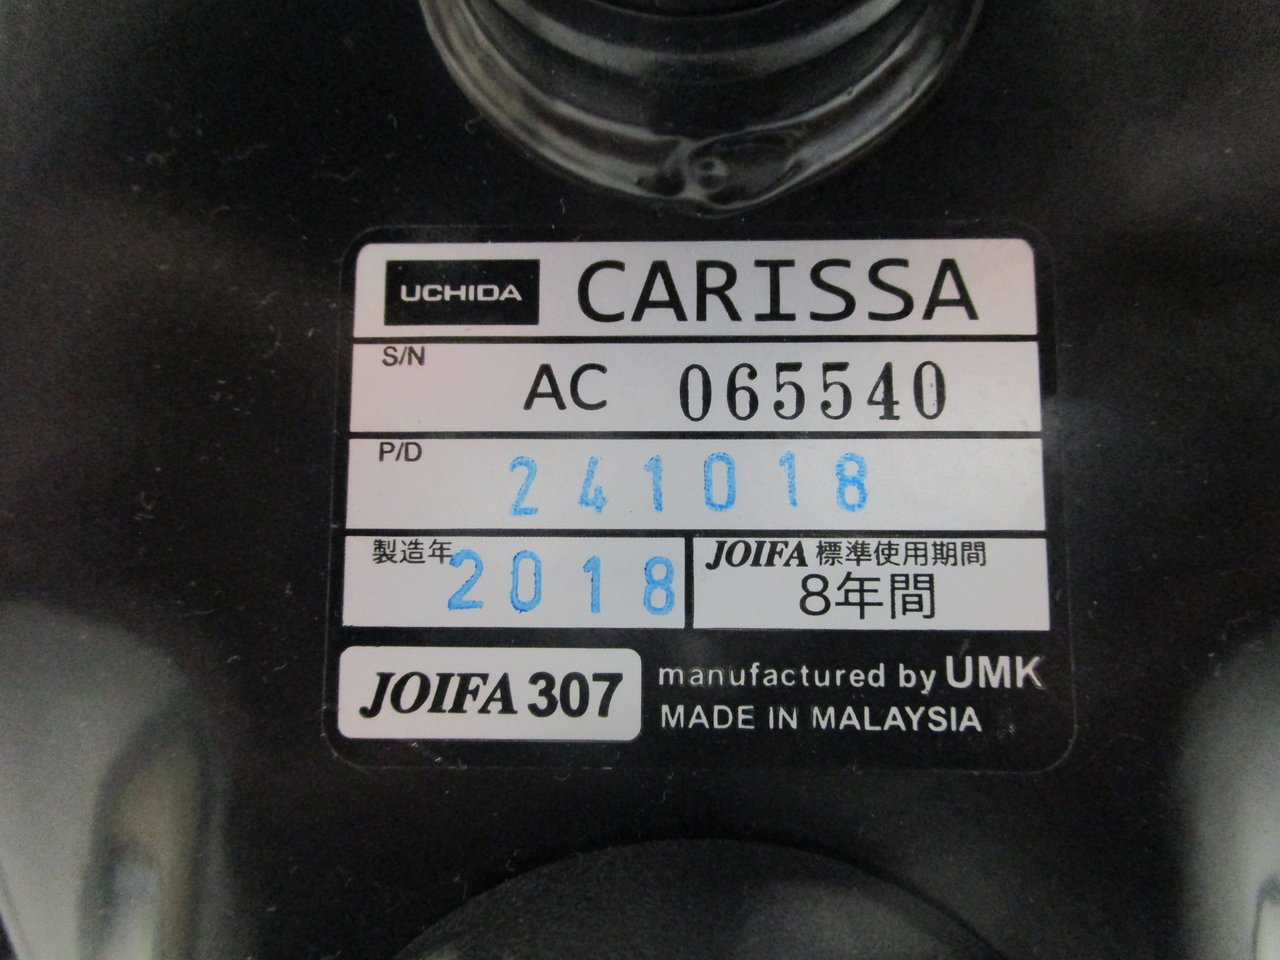 UCHIDA CARISSA
S/N AC 065540
P/D 241018
製造年 2018
JOIFA 標準使用期間
8年間
JOIFA 307
manufactured by UMK
MADE IN MALAYSIA